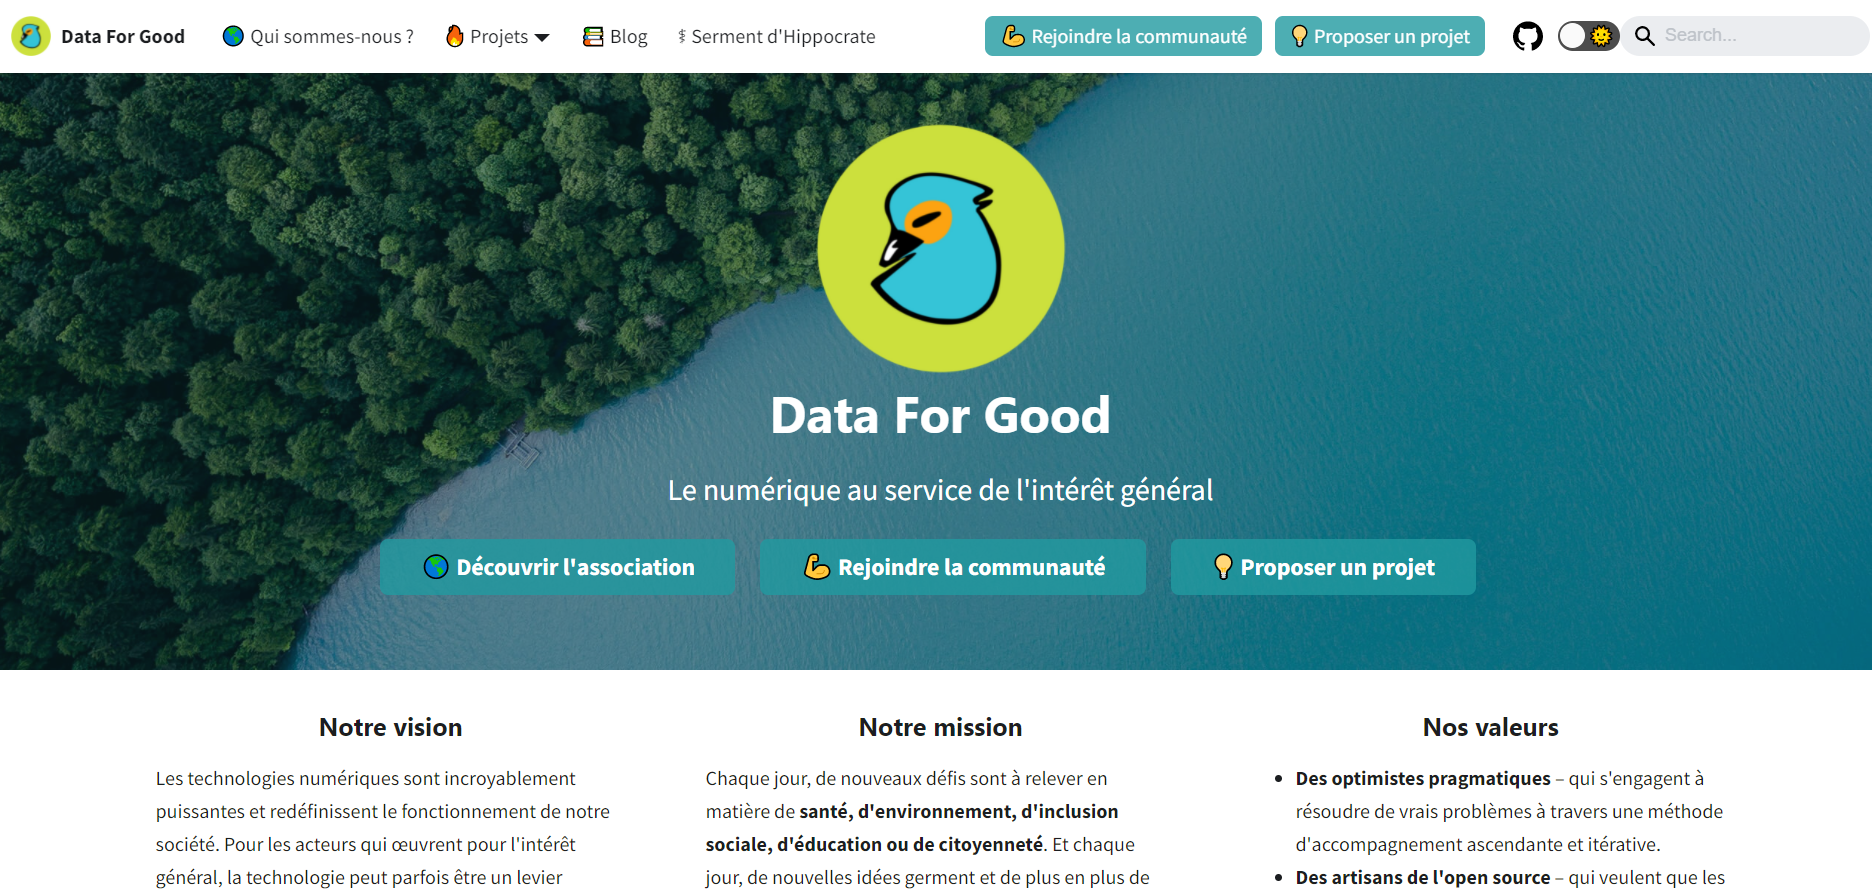 Data For Good
Qui sommes-nous ?
Projets
Blog
⚕ Serment d'Hippocrate
Rejoindre la communauté
Proposer un projet
Search...
Data For Good
Le numérique au service de l'intérêt général
Découvrir l'association
Rejoindre la communauté
Proposer un projet
Notre vision
Les technologies numériques sont incroyablement
puissantes et redéfinissent le fonctionnement de notre
société. Pour les acteurs qui œuvrent pour l'intérêt
général, la technologie peut parfois être un levier
Notre mission
Chaque jour, de nouveaux défis sont à relever en
matière de santé, d'environnement, d'inclusion
sociale, d'éducation ou de citoyenneté. Et chaque
jour, de nouvelles idées germent et de plus en plus de
Nos valeurs
• Des optimistes pragmatiques – qui s'engagent à
résoudre de vrais problèmes à travers une méthode
d'accompagnement ascendante et itérative.
• Des artisans de l'open source – qui veulent que les